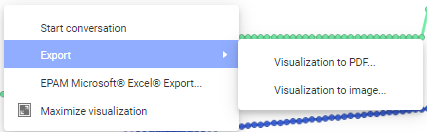 Start conversation
Export
Visualization to PDF...
Visualization to image...
EPAM Microsoft® Excel® Export...
Maximize visualization